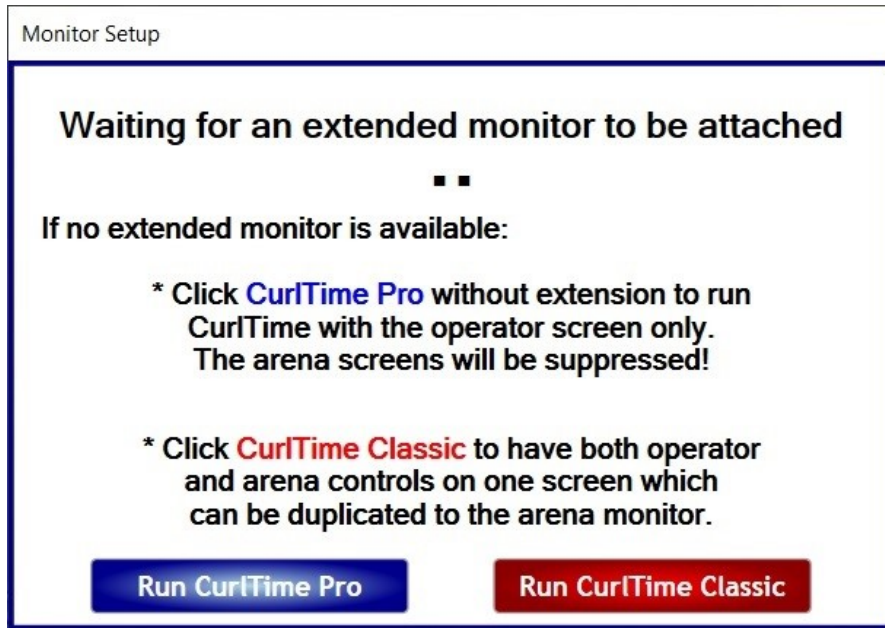 Monitor Setup
Waiting for an extended monitor to be attached
..
If no extended monitor is available:
* Click CurlTime Pro without extension to run
CurlTime with the operator screen only.
The arena screens will be suppressed!
* Click CurlTime Classic to have both operator
and arena controls on one screen which
can be duplicated to the arena monitor.
Run CurlTime Pro
Run CurlTime Classic